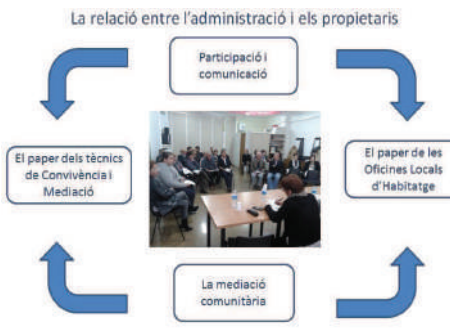 La relació entre l'administració i els propietaris
Participació i
comunicació
El paper dels tècnics
de Convivència i
Mediació
El paper de les
Oficines Locals
d'Habitatge
La mediació
comunitària